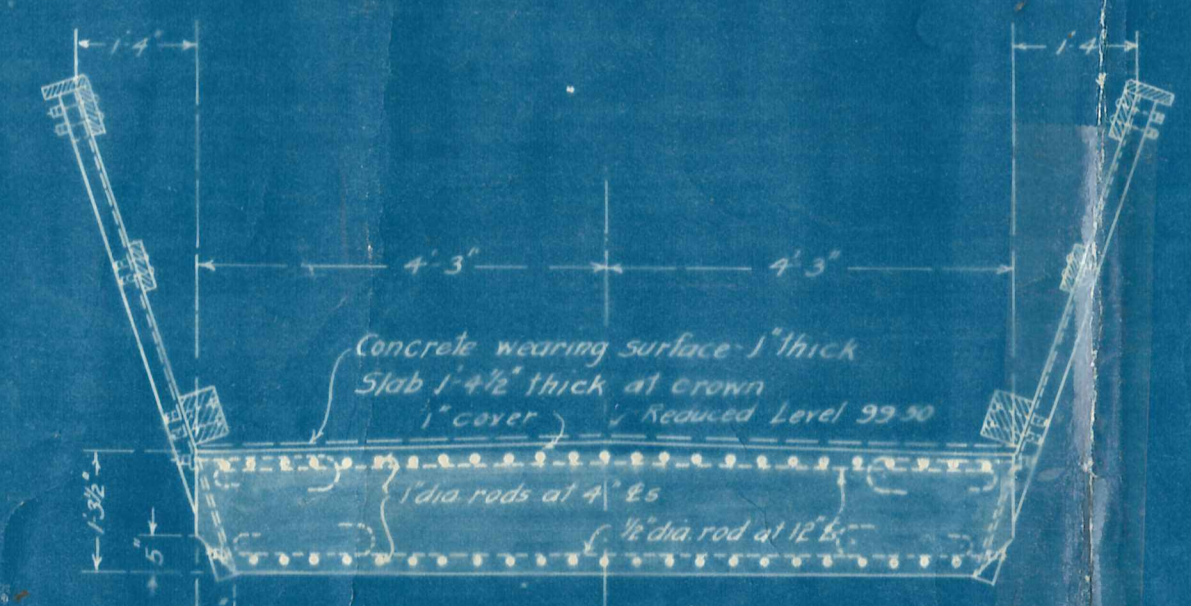 1'-4"
1'-4
4'-3"
4'-3"
Concrete wearing surface-1" thick
Slab 1'-4½" thick at crown
1" cover
Reduced Level 99.50
1" dia. rods at 4" ℄s
½" dia. rod at 12" ℄
1'-3½"
5"